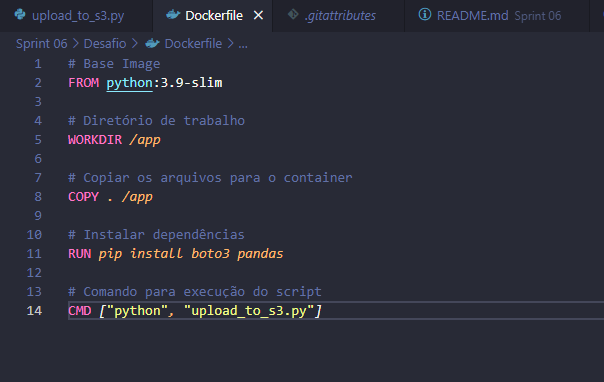 upload_to_s3.py Dockerfile × .gitattributes README.md Sprint 06
Sprint 06 > Desafio > Dockerfile > ...
1 # Base Image
2 FROM python:3.9-slim
3
4 # Diretório de trabalho
5 WORKDIR /app
6
7 # Copiar os arquivos para o container
8 COPY . /app
9
10 # Instalar dependências
11 RUN pip install boto3 pandas
12
13 # Comando para execução do script
14 CMD ["python", "upload_to_s3.py"]